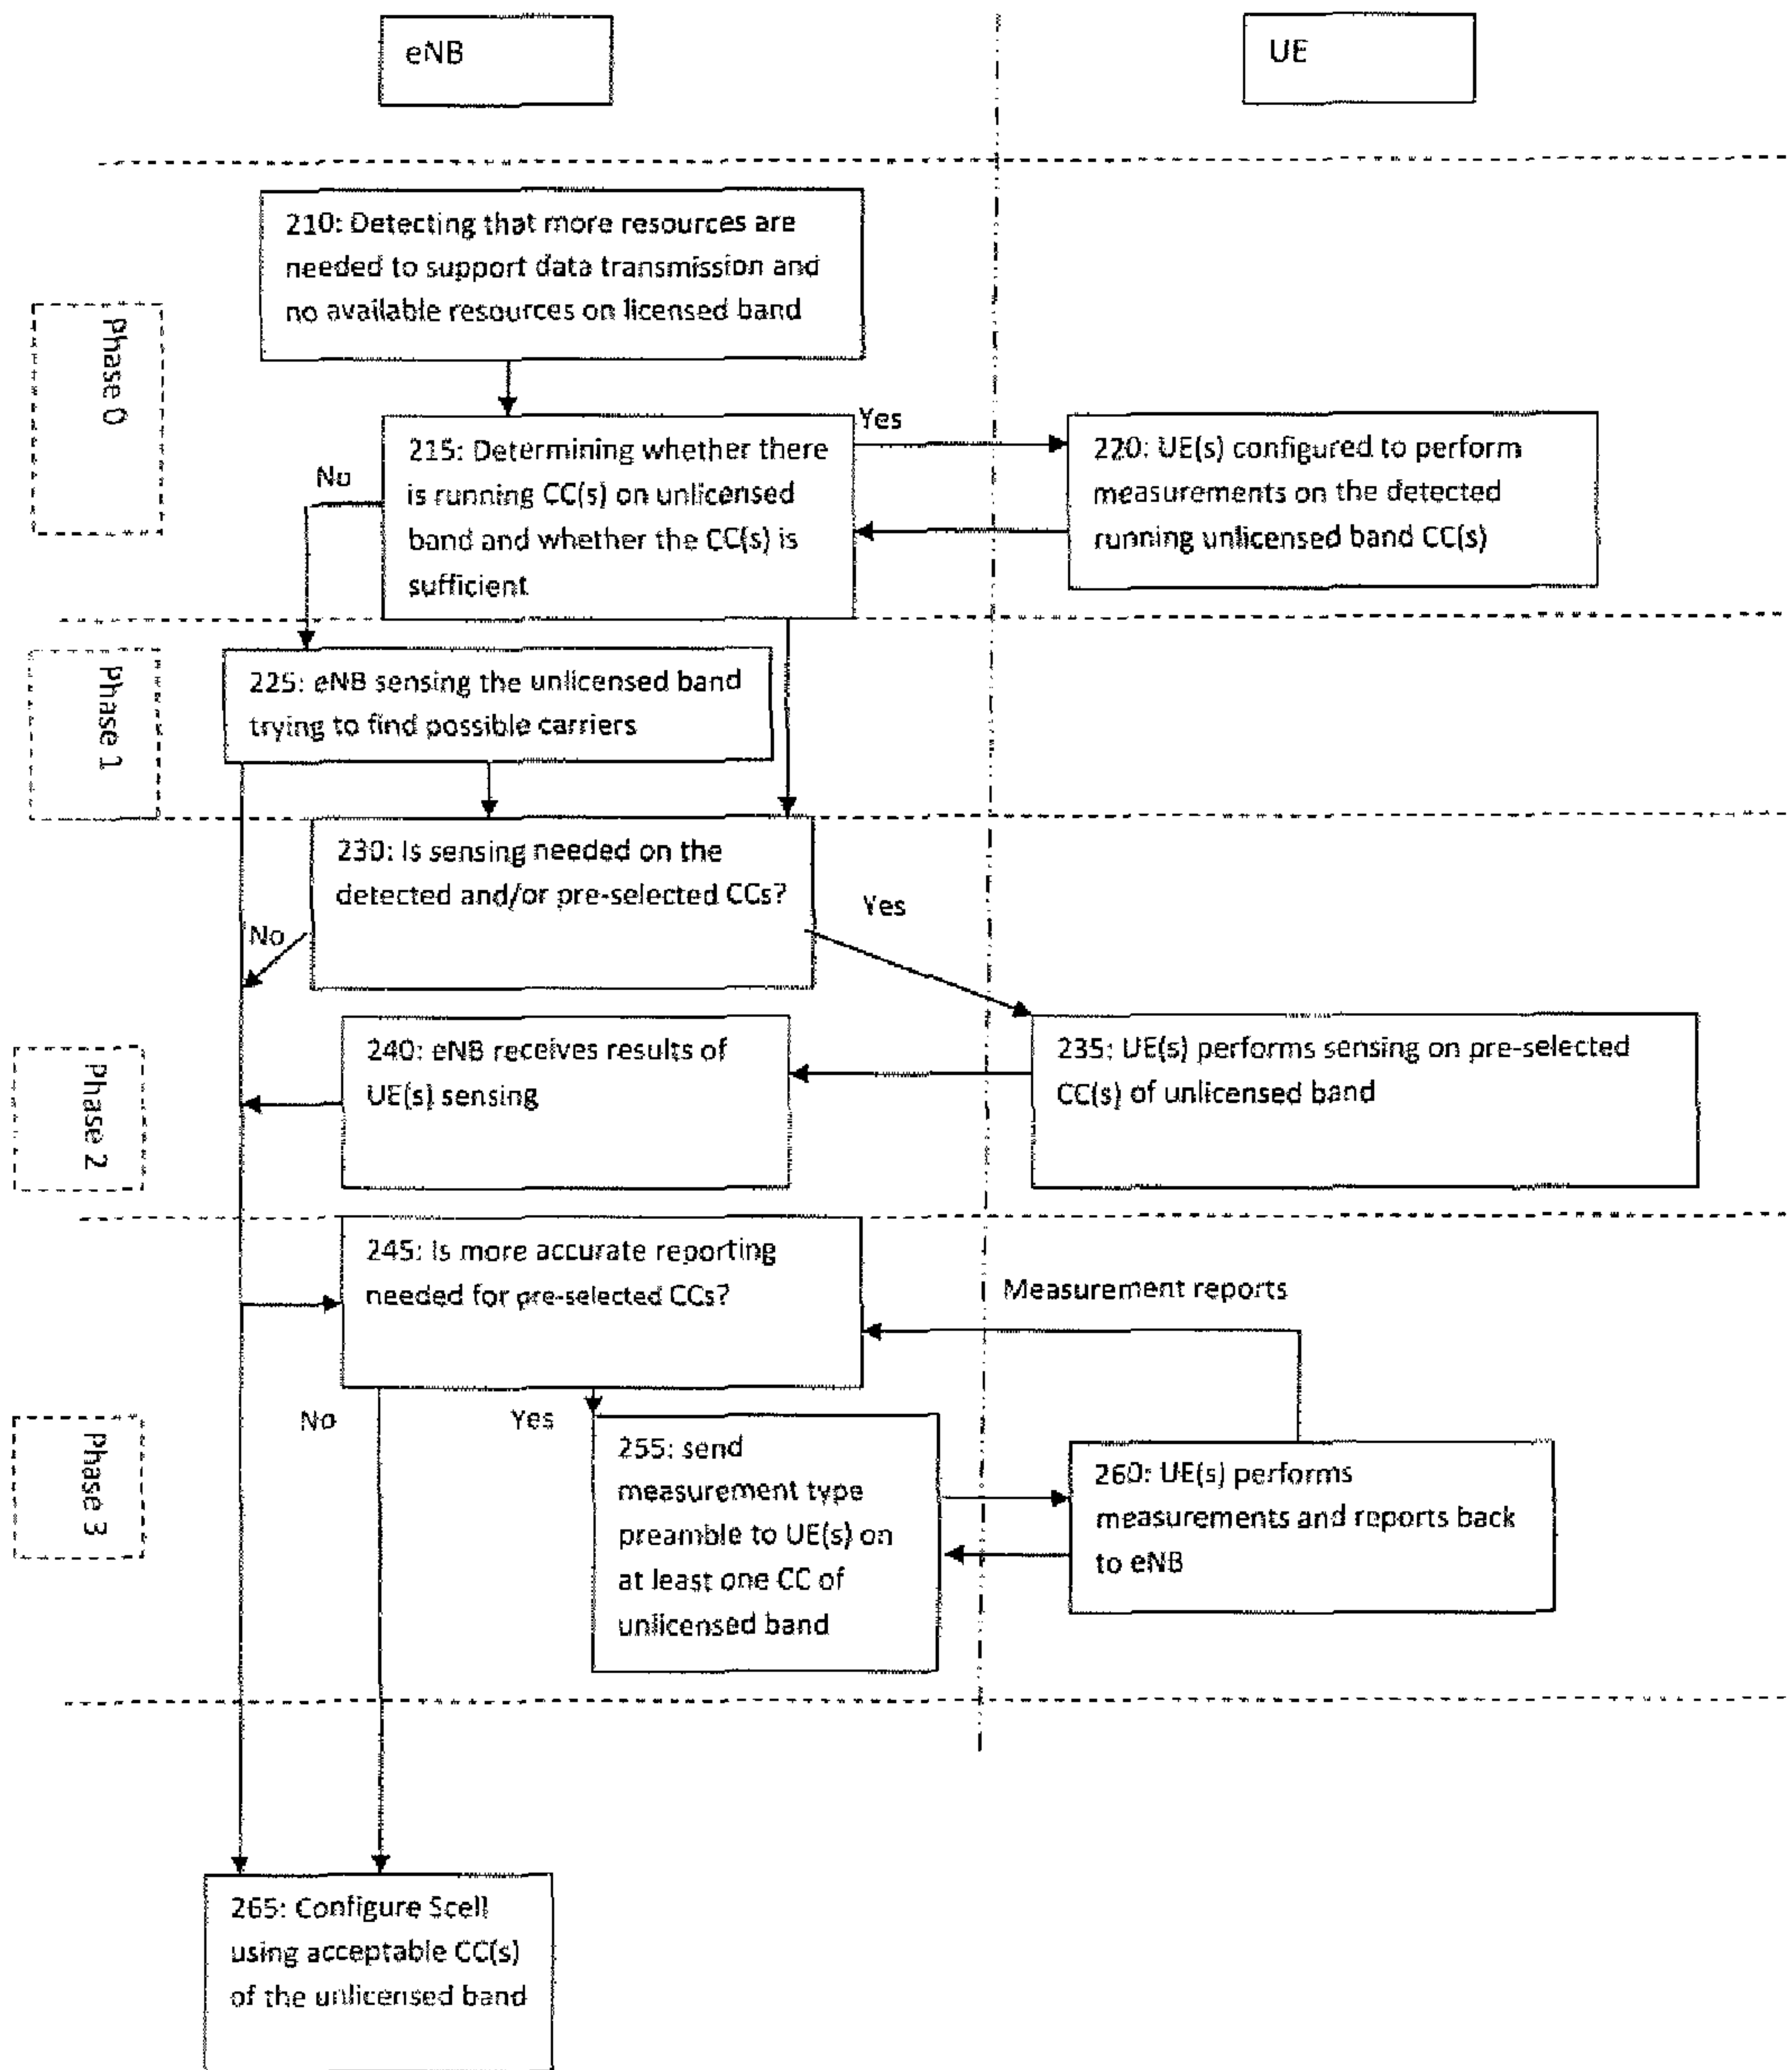 eNB
UE
210: Detecting that more resources are
needed to support data transmission and
no available resources on licensed band
Phase 0
215: Determining whether there
is running CC(s) on unlicensed
band and whether the CC(s) is
sufficient
Yes
No
220: UE(s) configured to perform
measurements on the detected
running unlicensed band CC(s)
Phase 1
225: eNB sensing the unlicensed band
trying to find possible carriers
230: Is sensing needed on the
detected and/or pre-selected CCs?
Yes
No
Phase 2
240: eNB receives results of
UE(s) sensing
235: UE(s) performs sensing on pre-selected
CC(s) of unlicensed band
245: Is more accurate reporting
needed for pre-selected CCs?
Measurement reports
No
Yes
Phase 3
255: send
measurement type
preamble to UE(s) on
at least one CC of
unlicensed band
260: UE(s) performs
measurements and reports back
to eNB
265: Configure Scell
using acceptable CC(s)
of the unlicensed band